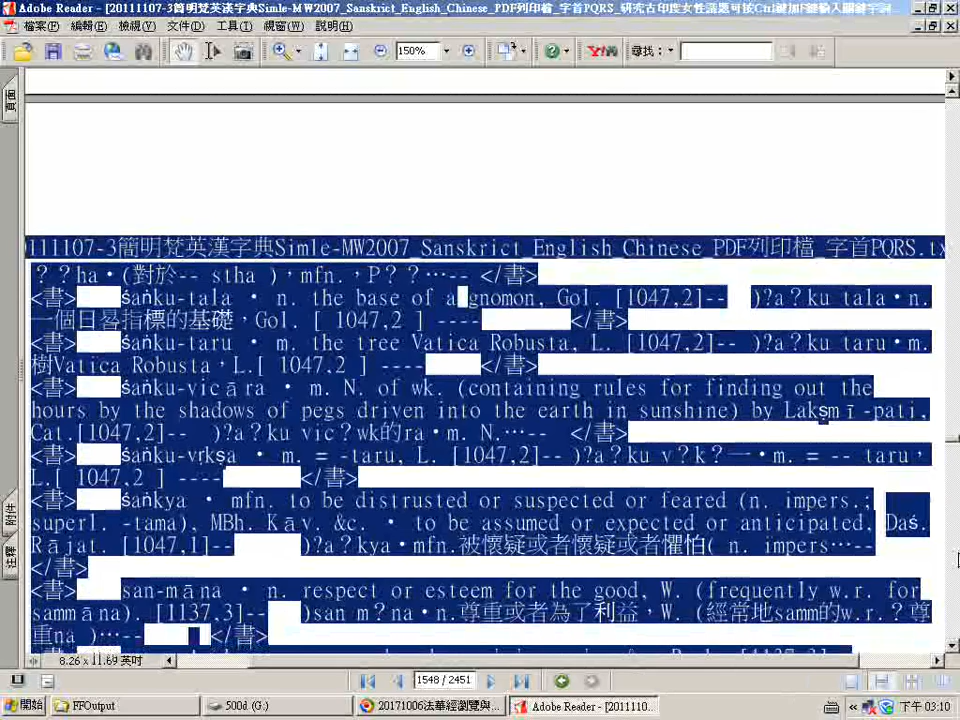 Adobe Reader - [20111107-3簡明梵英漢字典Simle-MW2007_Sanskrict_English_Chinese_PDF列印檔_字首PQRS_研究古印度女性議題可按Ctrl鍵加F鍵輸入關鍵字詞
檔案(F) 編輯(E) 檢視(V) 文件(D) 工具(T) 視窗(W) 說明(H)
150% 尋找:
頁面
111107-3簡明梵英漢字典Simle-MW2007_Sanskrict_English_Chinese_PDF列印檔_字首PQRS.tx
??ha·(對於-- stha ),mfn. ,P??…-- </書>
<書> śaṅku-tala · n. the base of a gnomon, Gol. [1047,2]-- )?a?ku tala·n.
一個日晷指標的基礎,Gol. [ 1047,2 ] ---- </書>
<書> śaṅku-taru · m. the tree Vatica Robusta, L. [1047,2]-- )?a?ku taru·m.
樹Vatica Robusta,L.[ 1047,2 ] ---- </書>
<書> śaṅku-vicāra · m. N. of wk. (containing rules for finding out the
hours by the shadows of pegs driven into the earth in sunshine) by Lakṣmī-pati,
Cat.[1047,2]-- )?a?ku vic?wk的ra·m. N.…-- </書>
<書> śaṅku-vrkṣa · m. = -taru, L. [1047,2]-- )?a?ku v?k?一·m. = -- taru,
L.[ 1047,2 ] ---- </書>
<書> śaṅkya · mfn. to be distrusted or suspected or feared (n. impers.;
superl. -tama), MBh. Kāv. &c. · to be assumed or expected or anticipated, Daś.
Rājat. [1047,1]-- )?a?kya·mfn.被懷疑或者懷疑或者懼怕( n. impers…--
</書>
<書> san-māna · n. respect or esteem for the good, W. (frequently w.r. for
sammāna). [1137,3]-- )san m?na·n.尊重或者為了利益,W. (經常地samm的w.r.?尊
重na )…-- </書>
附件
注釋
8.26 x 11.69 英吋
1548 / 2451
開始 FFOutput 500d (G:) 20171006法華經瀏覽與... Adobe Reader - [2011110... 下午 03:10